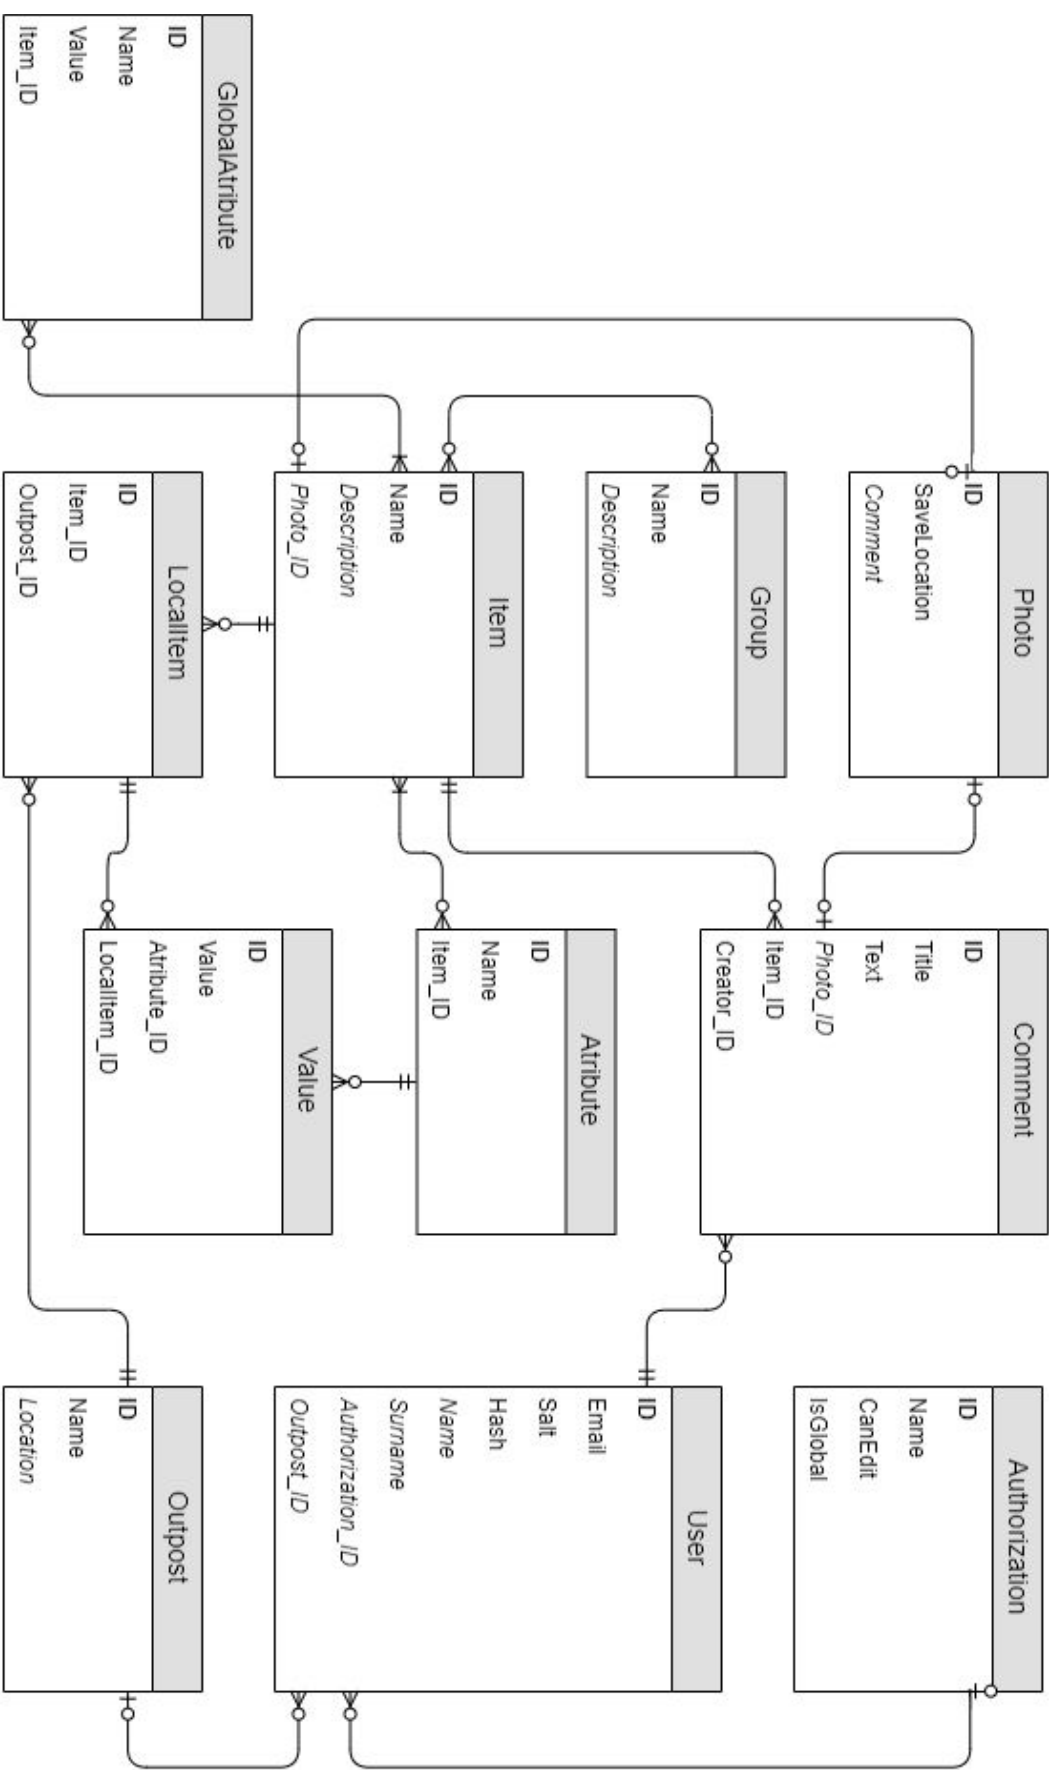 Photo
ID
SaveLocation
Comment
Group
ID
Name
Description
Item
ID
Name
Description
Photo_ID
LocalItem
ID
Item_ID
Outpost_ID
GlobalAtribute
ID
Name
Value
Item_ID
Comment
ID
Title
Text
Photo_ID
Item_ID
Creator_ID
Atribute
ID
Name
Item_ID
Value
ID
Value
Atribute_ID
LocalItem_ID
Authorization
ID
Name
CanEdit
IsGlobal
User
ID
Email
Salt
Hash
Name
Surname
Authorization_ID
Outpost_ID
Outpost
ID
Name
Location